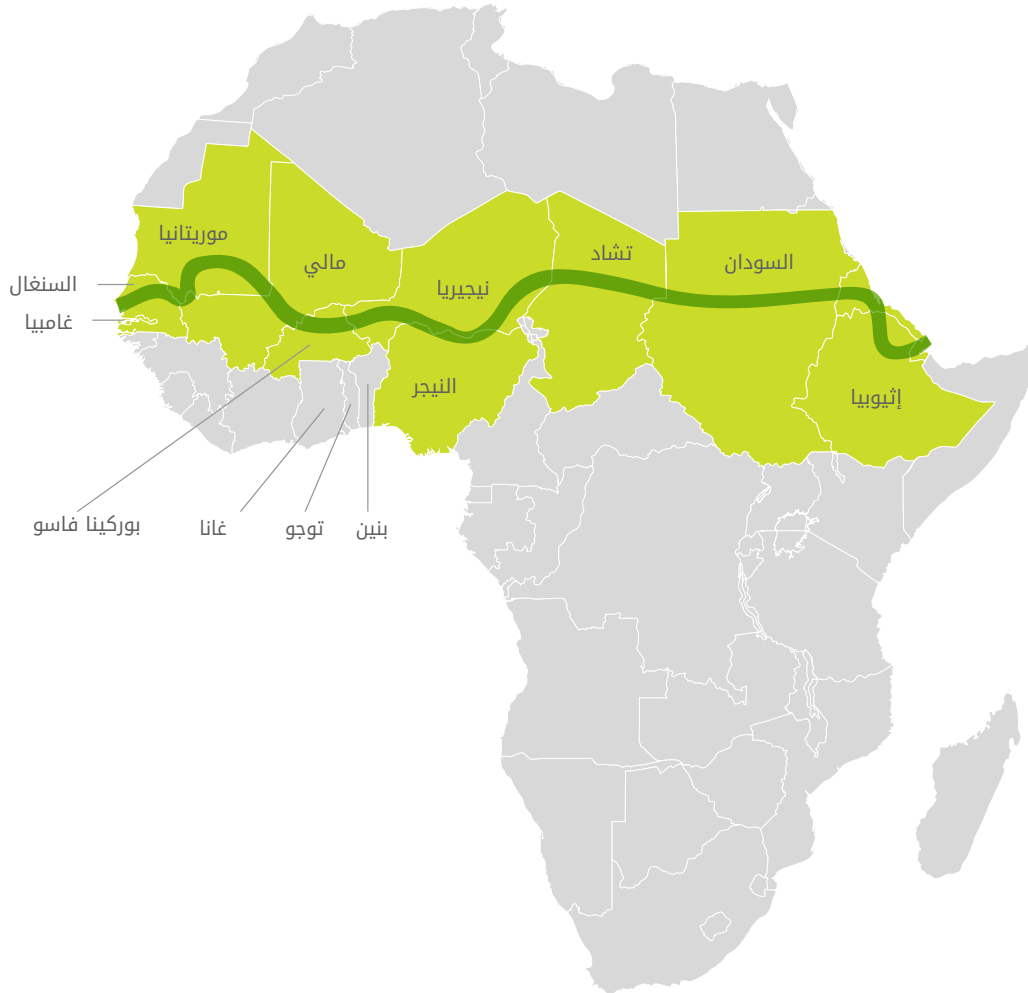 موريتانيا
مالي
نيجيريا
تشاد
السودان
السنغال
غامبيا
النيجر
إثيوبيا
بوركينا فاسو
غانا
توجو
بنين